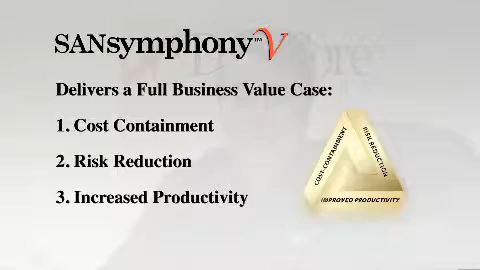 SANsymphony™ V
Delivers a Full Business Value Case:
1. Cost Containment
2. Risk Reduction
3. Increased Productivity
COST-CONTAINMENT
RISK REDUCTION
IMPROVED PRODUCTIVITY